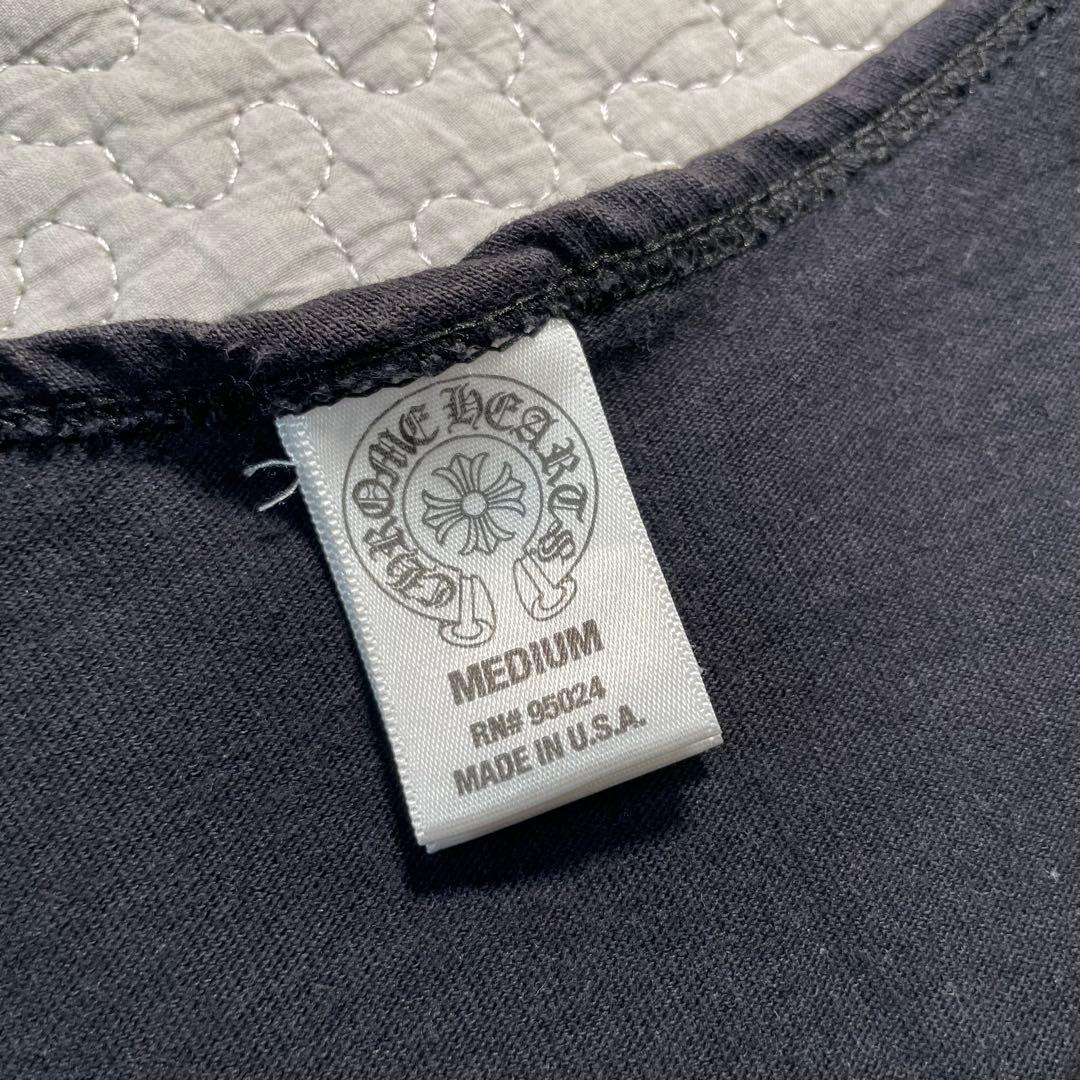 CHROME HEARTS
MEDIUM
RN# 95024
MADE IN U.S.A.